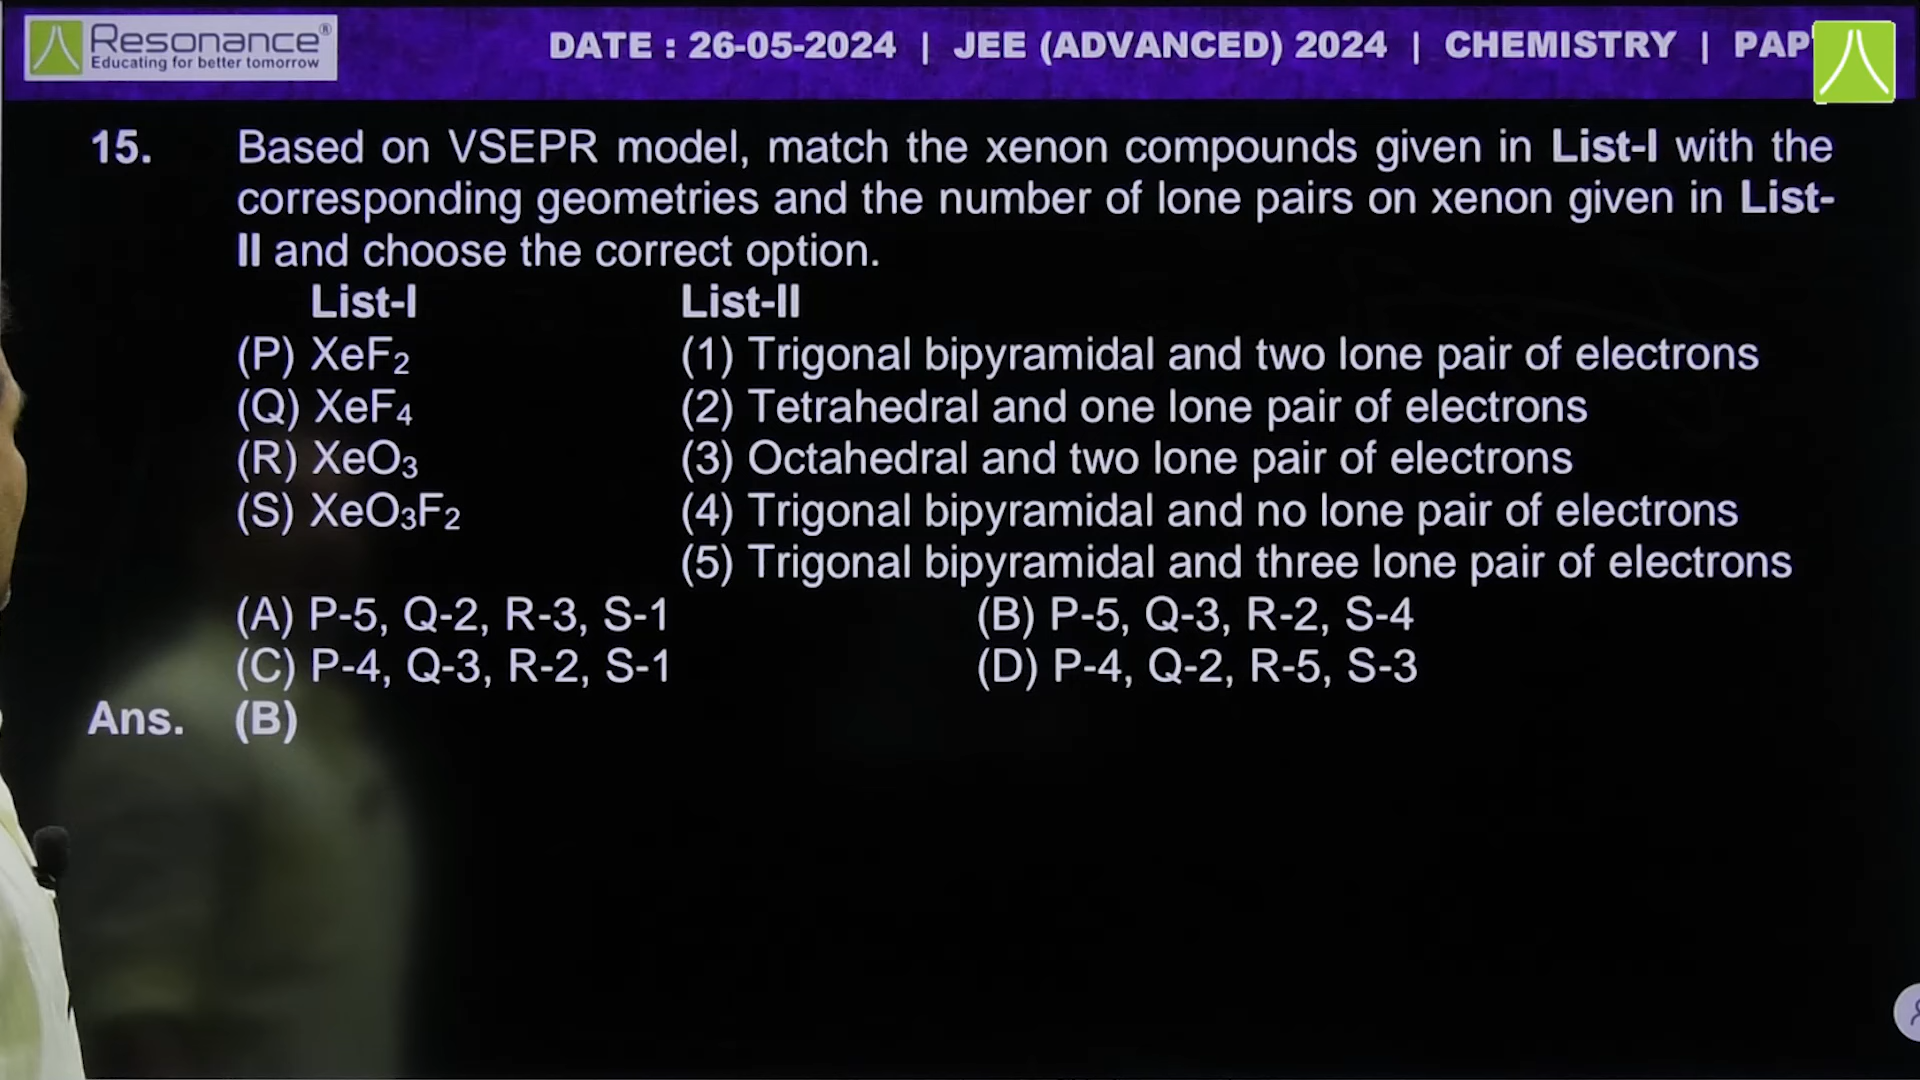 Resonance®
Educating for better tomorrow
DATE : 26-05-2024 | JEE (ADVANCED) 2024 | CHEMISTRY | PAP
15. Based on VSEPR model, match the xenon compounds given in List-I with the
corresponding geometries and the number of lone pairs on xenon given in List-
II and choose the correct option.
List-I List-II
(P) XeF₂ (1) Trigonal bipyramidal and two lone pair of electrons
(Q) XeF₄ (2) Tetrahedral and one lone pair of electrons
(R) XeO₃ (3) Octahedral and two lone pair of electrons
(S) XeO₃F₂ (4) Trigonal bipyramidal and no lone pair of electrons
(5) Trigonal bipyramidal and three lone pair of electrons
(A) P-5, Q-2, R-3, S-1 (B) P-5, Q-3, R-2, S-4
(C) P-4, Q-3, R-2, S-1 (D) P-4, Q-2, R-5, S-3
Ans. (B)